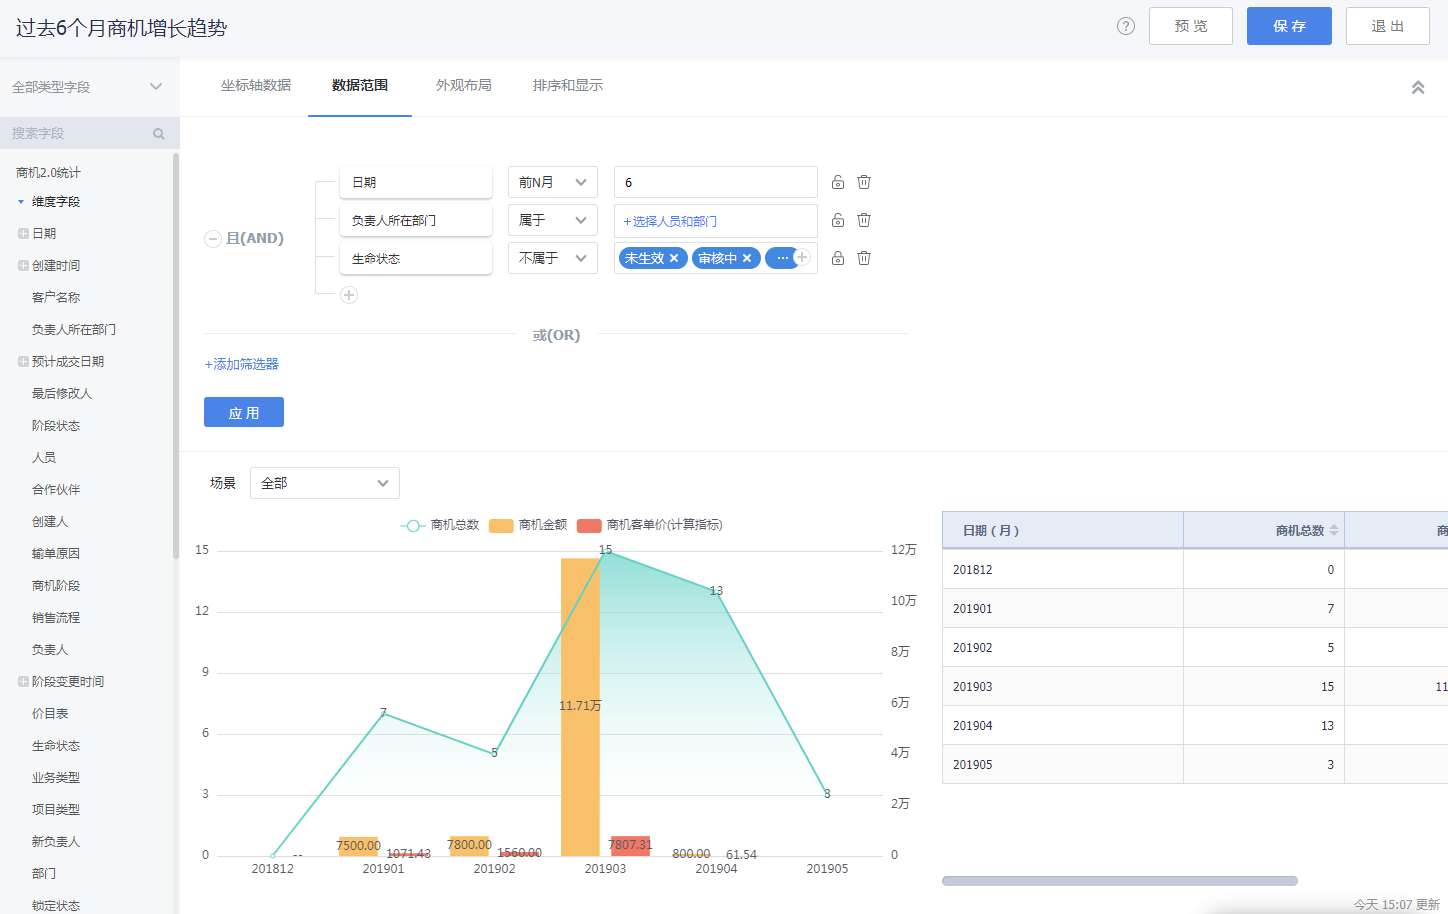 过去6个月商机增长趋势
?
预 览
保 存
退 出
全部类型字段
坐标轴数据
数据范围
外观布局
排序和显示
搜索字段
商机2.0统计
维度字段
日期
创建时间
客户名称
负责人所在部门
预计成交日期
最后修改人
阶段状态
人员
合作伙伴
创建人
输单原因
商机阶段
销售流程
负责人
阶段变更时间
价目表
生命状态
业务类型
项目类型
新负责人
部门
锁定状态
且(AND)
日期 前N月 6
负责人所在部门 属于 +选择人员和部门
生命状态 不属于 未生效 × 审核中 × ···
或(OR)
+添加筛选器
应 用
场景 全部
商机总数 商机金额 商机客单价(计算指标)
15 12万
12 10万
9 8万
6 6万
3 4万
0 2万
0
15
13
7
5
3
11.71万
--
7500.00 1071.43
7800.00 1560.00
7807.31
800.00 61.54
201812 201901 201902 201903 201904 201905
日期（月） 商机总数 商
201812 0
201901 7
201902 5
201903 15 11
201904 13
201905 3
今天 15:07 更新